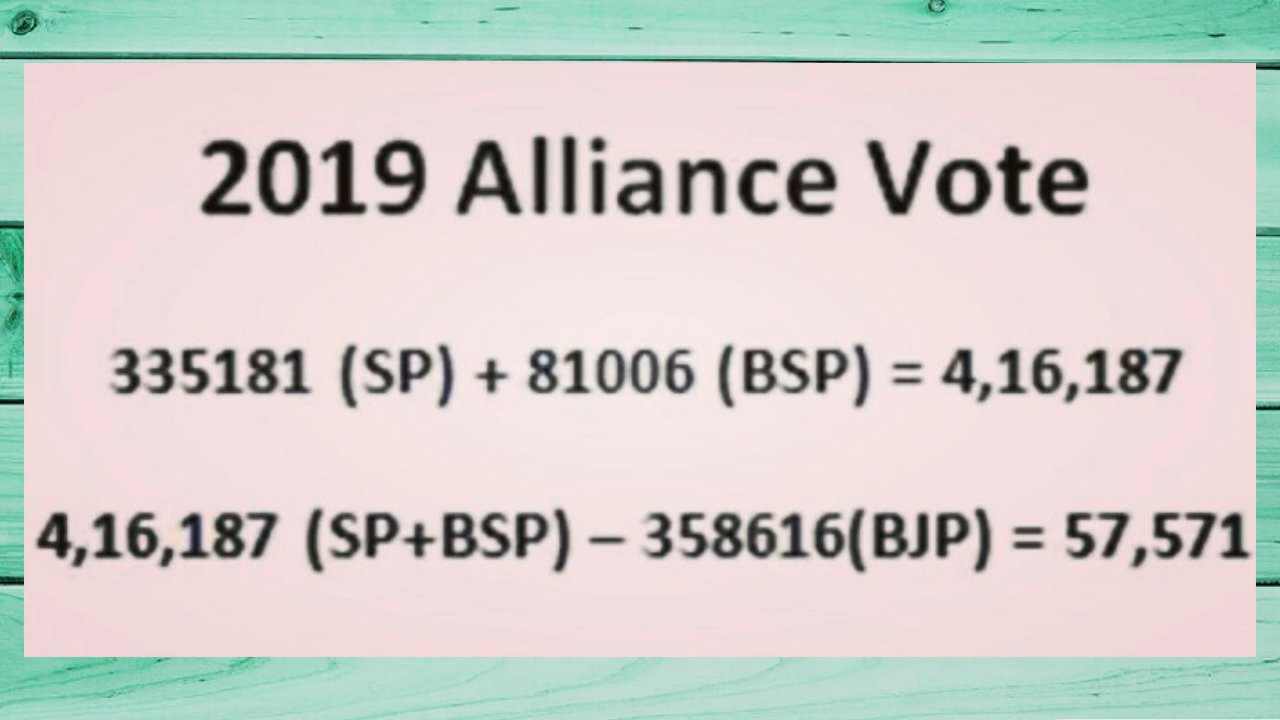 2019 Alliance Vote
335181 (SP) + 81006 (BSP) = 4,16,187
4,16,187 (SP+BSP) – 358616(BJP) = 57,571